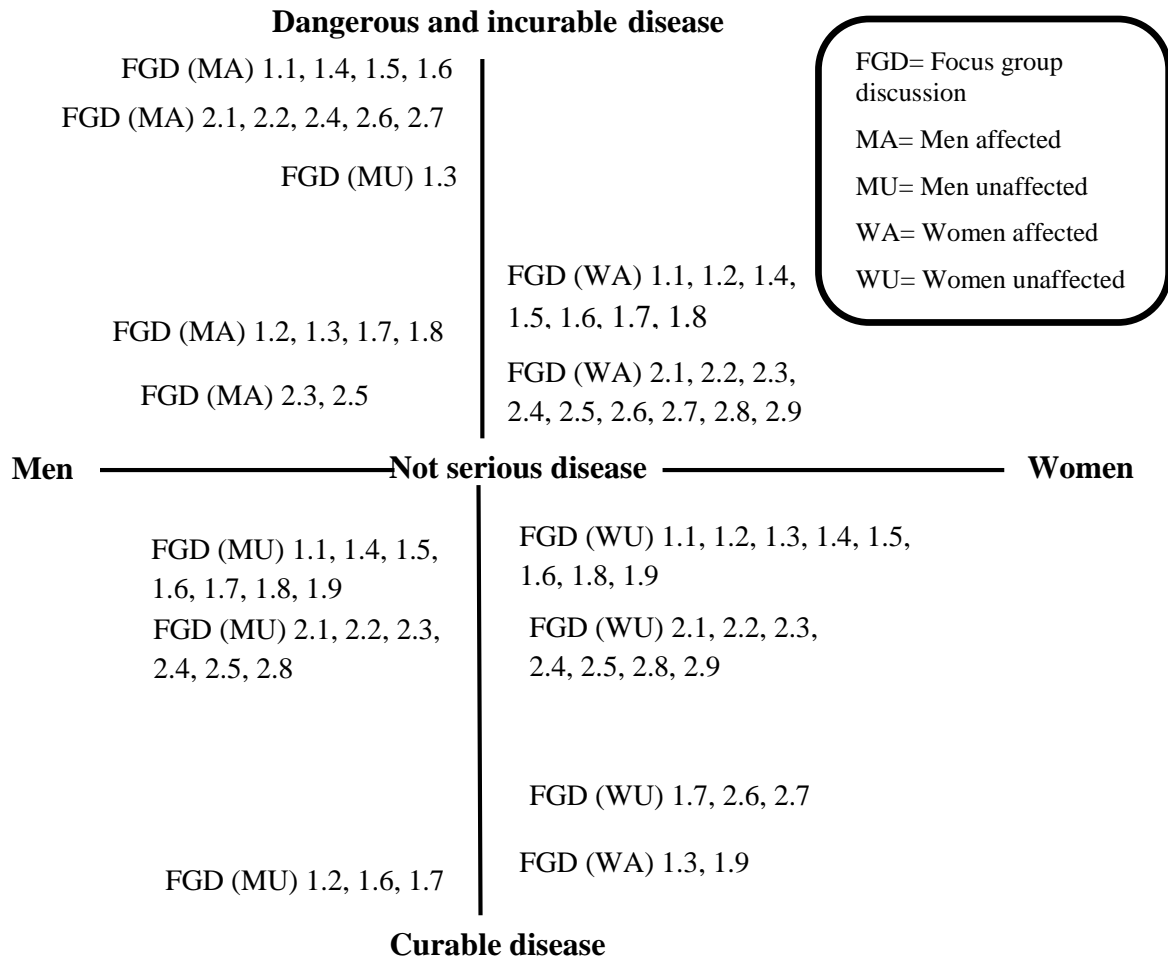 Dangerous and incurable disease
FGD (MA) 1.1, 1.4, 1.5, 1.6
FGD (MA) 2.1, 2.2, 2.4, 2.6, 2.7
FGD (MU) 1.3
FGD= Focus group
discussion
MA= Men affected
MU= Men unaffected
WA= Women affected
WU= Women unaffected
FGD (MA) 1.2, 1.3, 1.7, 1.8
FGD (MA) 2.3, 2.5
FGD (WA) 1.1, 1.2, 1.4,
1.5, 1.6, 1.7, 1.8
FGD (WA) 2.1, 2.2, 2.3,
2.4, 2.5, 2.6, 2.7, 2.8, 2.9
Men
Not serious disease
Women
FGD (MU) 1.1, 1.4, 1.5,
1.6, 1.7, 1.8, 1.9
FGD (MU) 2.1, 2.2, 2.3,
2.4, 2.5, 2.8
FGD (WU) 1.1, 1.2, 1.3, 1.4, 1.5,
1.6, 1.8, 1.9
FGD (WU) 2.1, 2.2, 2.3,
2.4, 2.5, 2.8, 2.9
FGD (WU) 1.7, 2.6, 2.7
FGD (WA) 1.3, 1.9
FGD (MU) 1.2, 1.6, 1.7
Curable disease